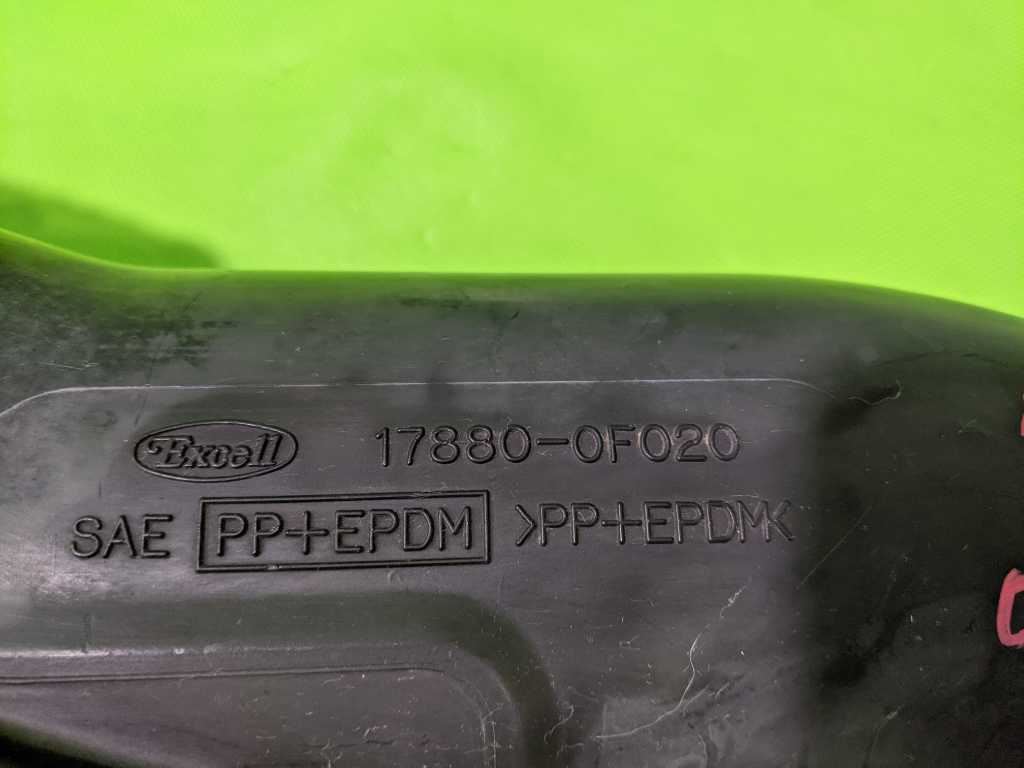 Excell 17880-0F020
SAE PP+EPDM >PP+EPDM<